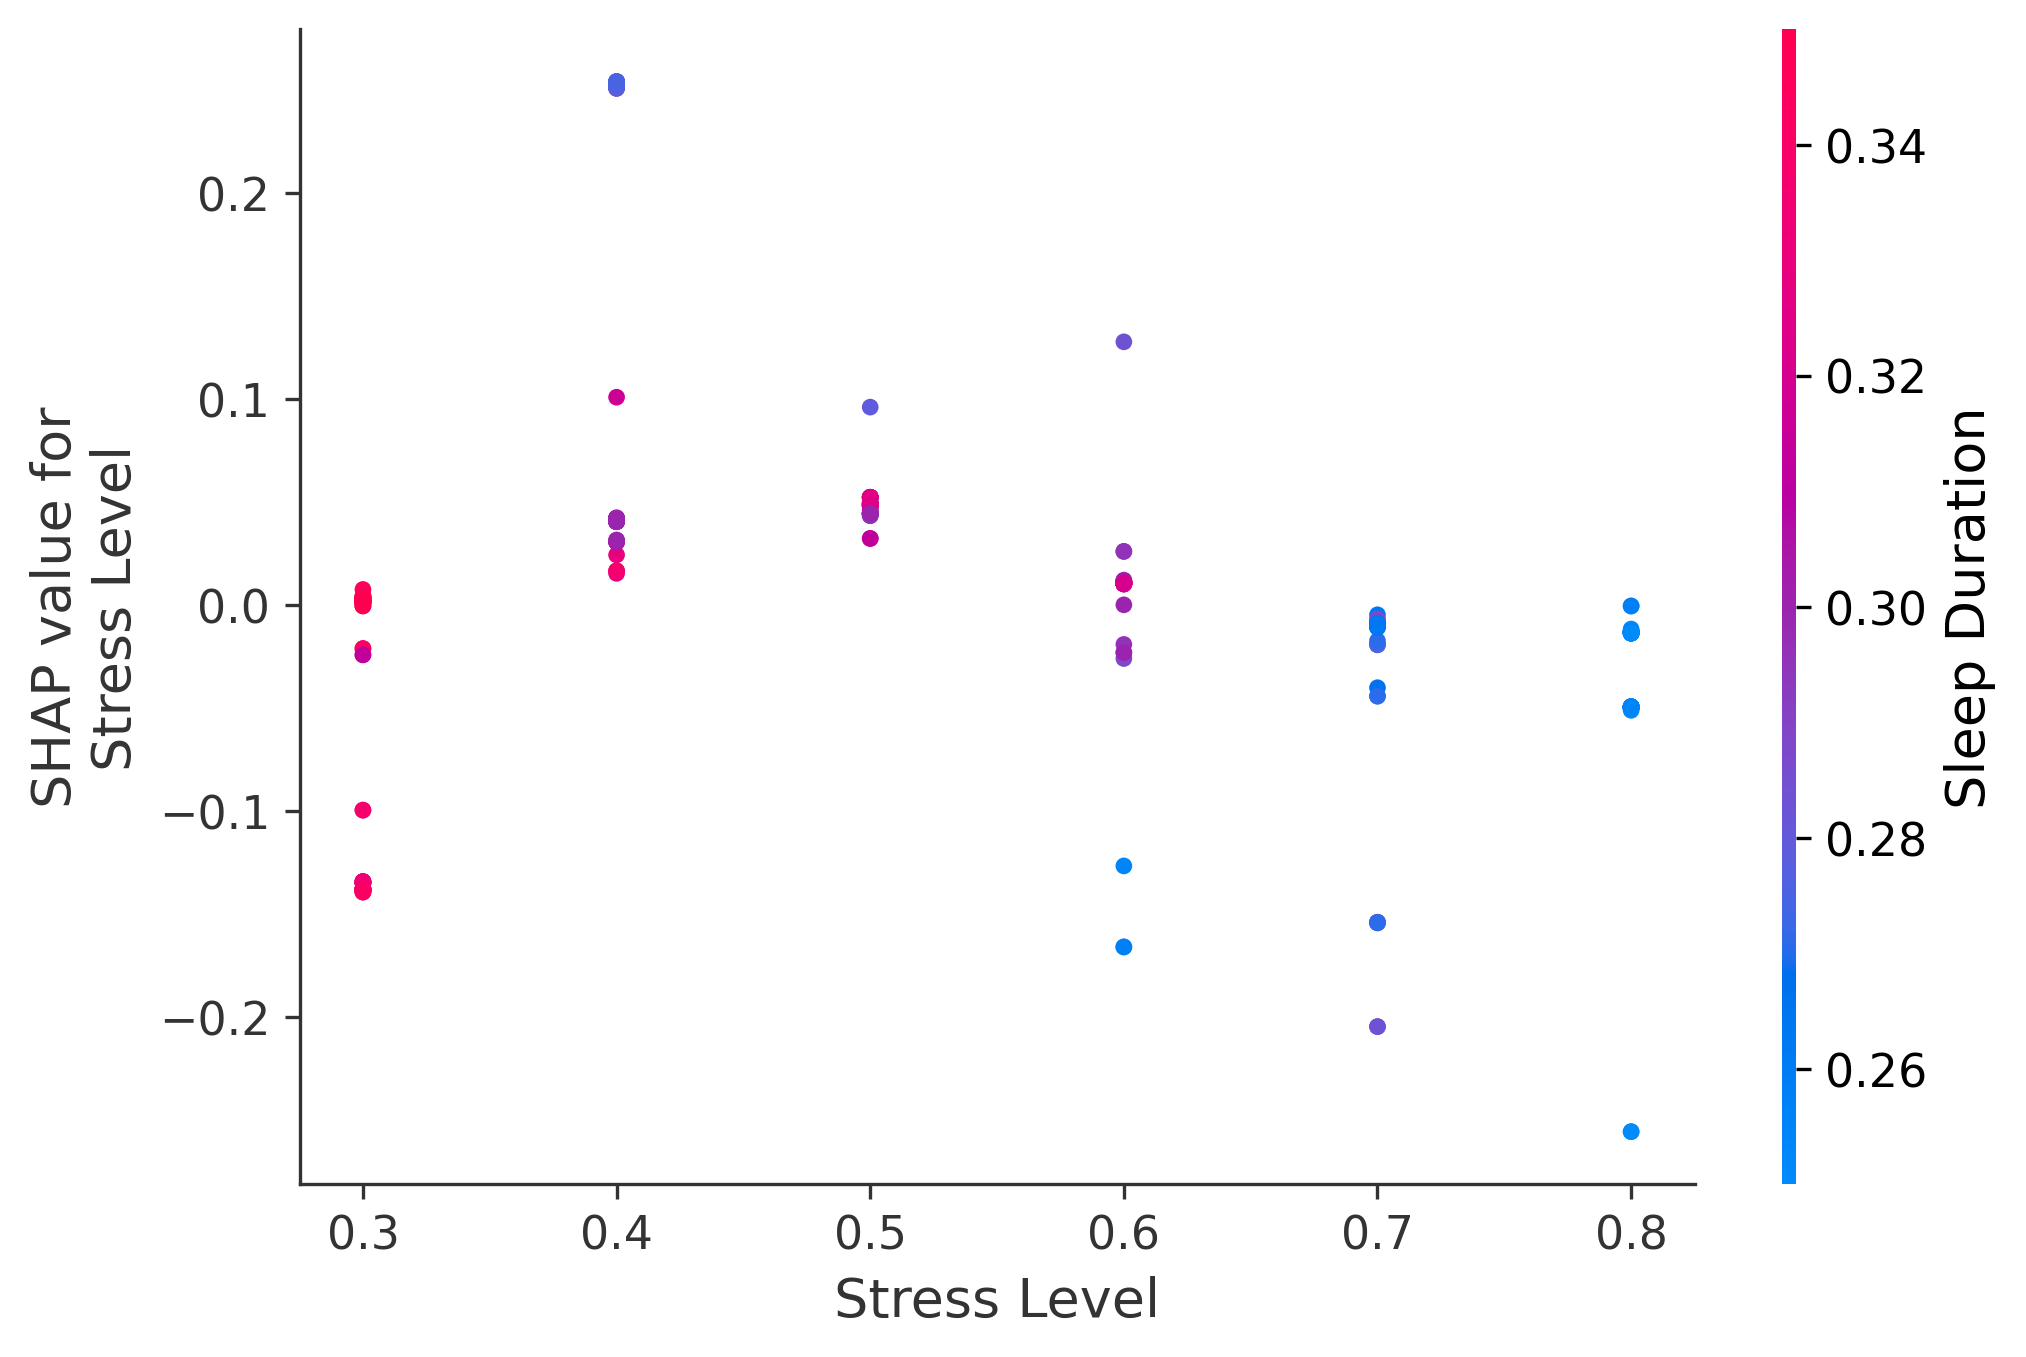 SHAP value for
Stress Level
0.2
0.1
0.0
−0.1
−0.2
0.3 0.4 0.5 0.6 0.7 0.8
Stress Level
0.34
0.32
0.30
0.28
0.26
Sleep Duration